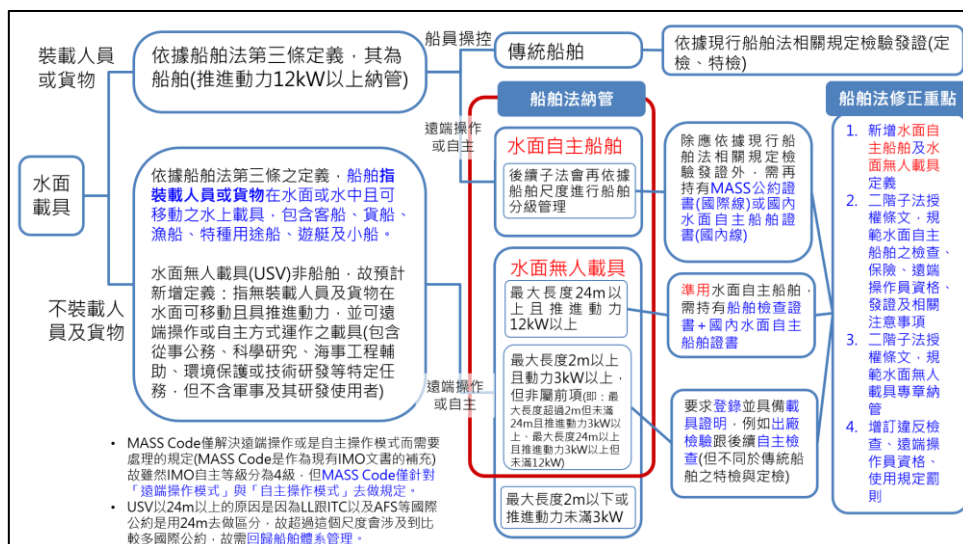 裝載人員
或貨物
依據船舶法第三條定義，其為
船舶(推進動力12kW以上納管)
船員操控
傳統船舶
依據現行船舶法相關規定檢驗發證(定
檢、特檢)
船舶法納管
船舶法修正重點
遠端操作
或自主
水面自主船舶
後續子法會再依據
船舶尺度進行船舶
分級管理
除應依據現行船
舶法相關規定檢
驗發證外，需再
持有MASS公約證
書(國際線)或國內
水面自主船舶證
書(國內線)
水面
載具
依據船舶法第三條之定義，船舶指
裝載人員或貨物在水面或水中且可
移動之水上載具，包含客船、貨船、
漁船、特種用途船、遊艇及小船。
水面無人載具(USV)非船舶，故預計
新增定義：指無裝載人員及貨物在
水面可移動且具推進動力，並可遠
端操作或自主方式運作之載具(包含
從事公務、科學研究、海事工程輔
助、環境保護或技術研發等特定任
務，但不含軍事及其研發使用者)
不裝載人
員及貨物
遠端操作
或自主
水面無人載具
最大長度24m以
上且推進動力
12kW以上
準用水面自主船舶，
需持有船舶檢查證
書+國內水面自主
船舶證書
最大長度2m以上
且動力3kW以上，
但非屬前項(即：最
大長度超過2m但未滿
24m且推進動力3kW以
上、最大長度24m以上
且推進動力3kW以上但
未滿12kW)
要求登錄並具備載
具證明，例如出廠
檢驗跟後續自主檢
查(但不同於傳統船
舶之特檢與定檢)
最大長度2m以下或
推進動力未滿3kW
1. 新增水面自
主船舶及水
面無人載具
定義
2. 二階子法授
權條文，規
範水面自主
船舶之檢查、
保險、遠端
操作員資格、
發證及相關
注意事項
3. 二階子法授
權條文，規
範水面無人
載具專章納
管
4. 增訂違反檢
查、遠端操
作員資格、
使用規定罰
則
• MASS Code僅解決遠端操作或是自主操作模式而需要
處理的規定(MASS Code是作為現有IMO文書的補充)
故雖然IMO自主等級分為4級，但MASS Code僅針對
「遠端操作模式」與「自主操作模式」去做規定。
• USV以24m以上的原因是因為LL跟ITC以及AFS等國際
公約是用24m去做區分，故超過這個尺度會涉及到比
較多國際公約，故需回歸船舶體系管理。